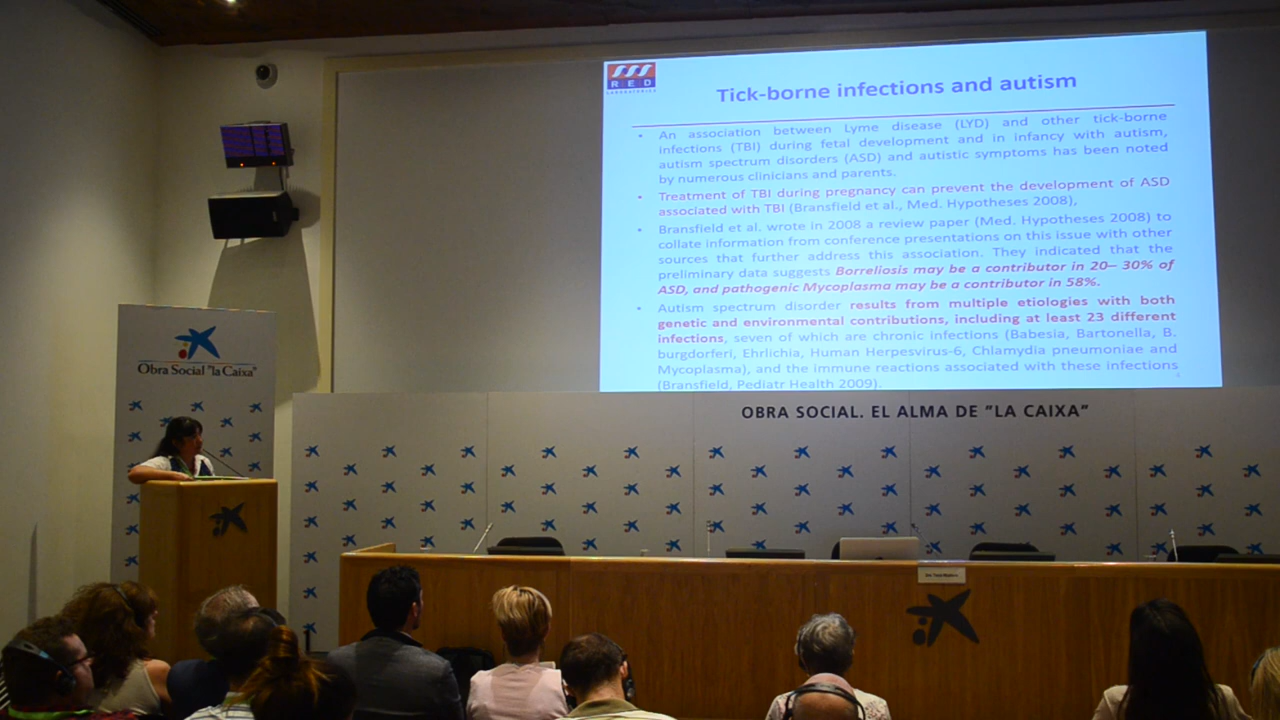 RED
LABORATORIES
Tick-borne infections and autism
• An association between Lyme disease (LYD) and other tick-borne
infections (TBI) during fetal development and in infancy with autism,
autism spectrum disorders (ASD) and autistic symptoms has been noted
by numerous clinicians and parents.
• Treatment of TBI during pregnancy can prevent the development of ASD
associated with TBI (Bransfield et al., Med. Hypotheses 2008),
• Bransfield et al. wrote in 2008 a review paper (Med. Hypotheses 2008) to
collate information from conference presentations on this issue with other
sources that further address this association. They indicated that the
preliminary data suggests Borreliosis may be a contributor in 20– 30% of
ASD, and pathogenic Mycoplasma may be a contributor in 58%.
• Autism spectrum disorder results from multiple etiologies with both
genetic and environmental contributions, including at least 23 different
infections, seven of which are chronic infections (Babesia, Bartonella, B.
burgdorferi, Ehrlichia, Human Herpesvirus-6, Chlamydia pneumoniae and
Mycoplasma), and the immune reactions associated with these infections
(Bransfield, Pediatr Health 2009).
Obra Social "la Caixa"
OBRA SOCIAL. EL ALMA DE "LA CAIXA"